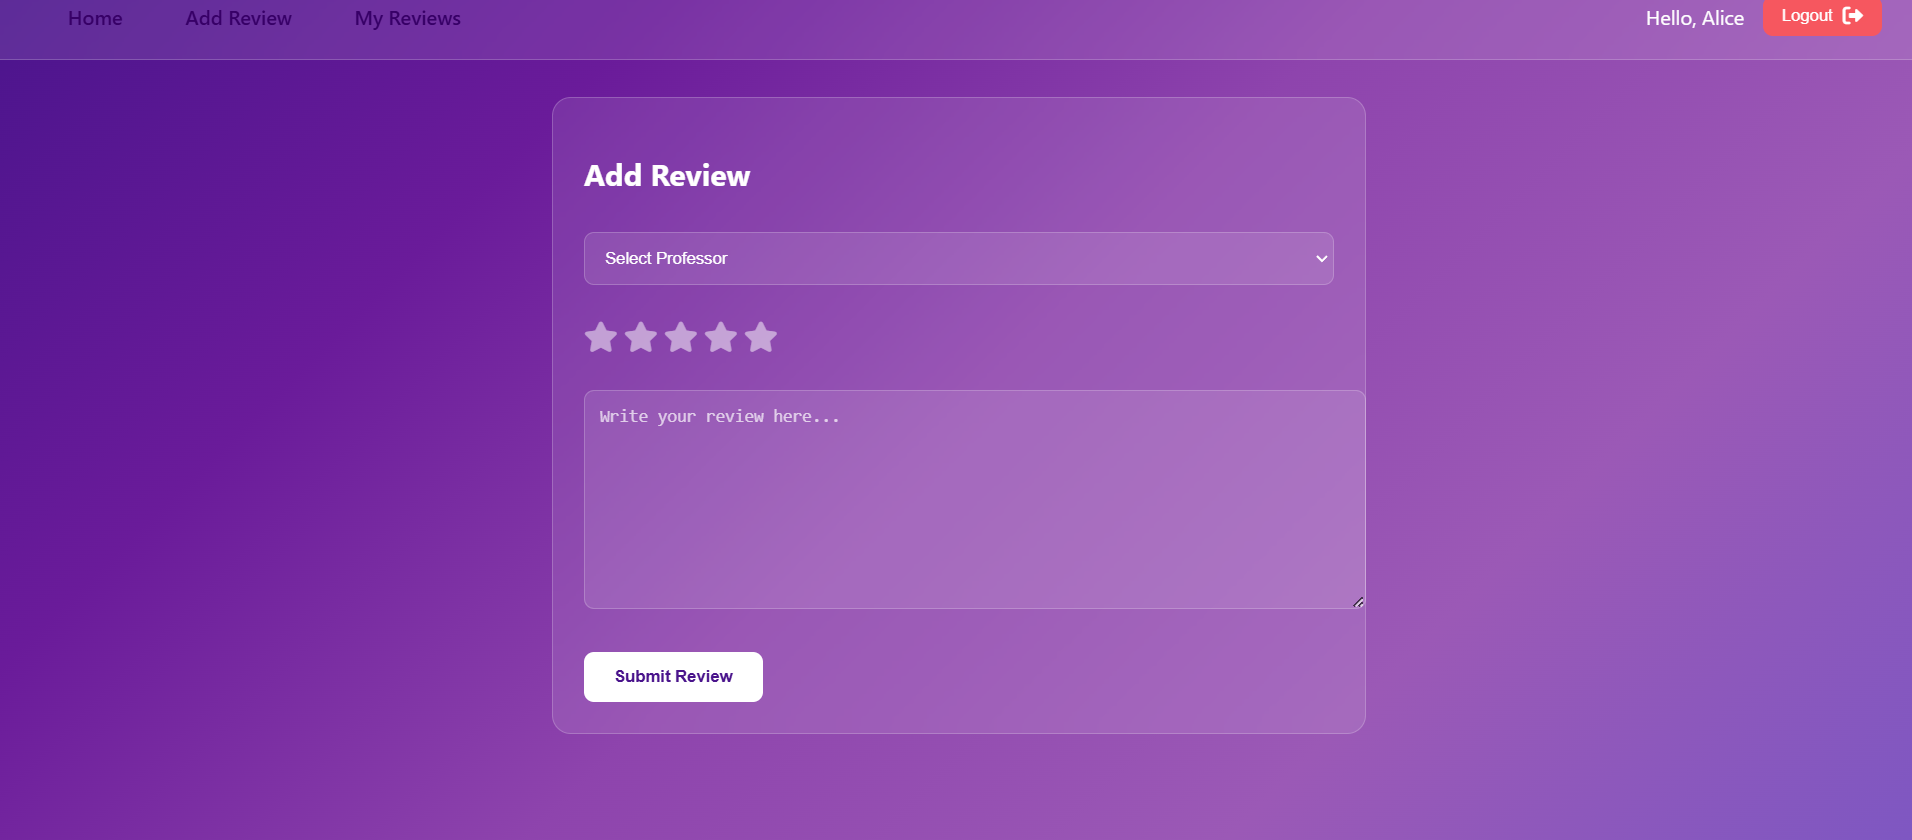 Home Add Review My Reviews Hello, Alice Logout
Add Review
Select Professor
Write your review here...
Submit Review